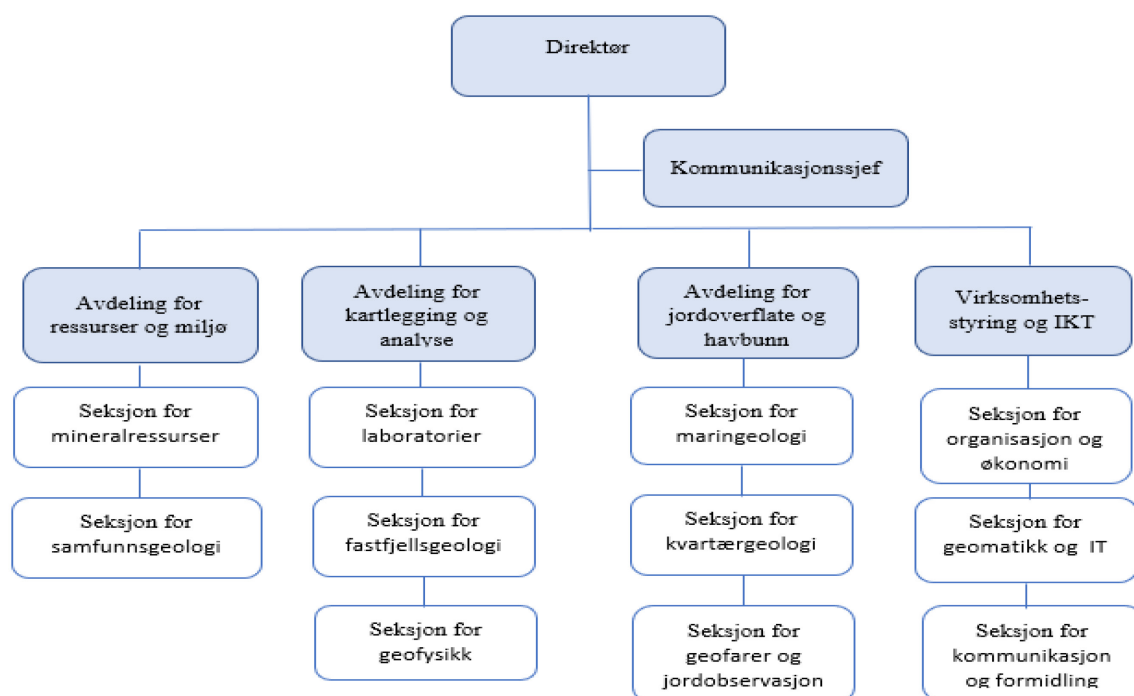 Direktør
Kommunikasjonssjef
Avdeling for
ressurser og miljø
Avdeling for
kartlegging og
analyse
Avdeling for
jordoverflate og
havbunn
Virksomhets-
styring og IKT
Seksjon for
mineralressurser
Seksjon for
laboratorier
Seksjon for
maringeologi
Seksjon for
organisasjon og
økonomi
Seksjon for
samfunnsgeologi
Seksjon for
fastfjellsgeologi
Seksjon for
kvartærgeologi
Seksjon for
geomatikk og IT
Seksjon for
geofysikk
Seksjon for
geofarer og
jordobservasjon
Seksjon for
kommunikasjon
og formidling